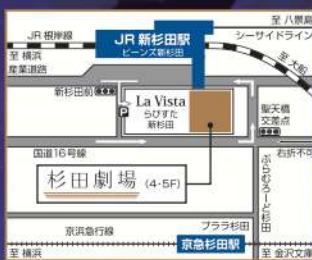 至 八景島
JR 根岸線
JR 新杉田駅
ビーンズ新杉田
シーサイドライン
至 横浜
至 大船
産業道路
新杉田前
La Vista
らびすた
新杉田
P
聖天橋
交差点
国道16号線
右折不可
杉田劇場 (4・5F)
ぷらむろーど杉田
京浜急行線
プララ杉田
京急杉田駅
至 横浜
至 金沢文庫